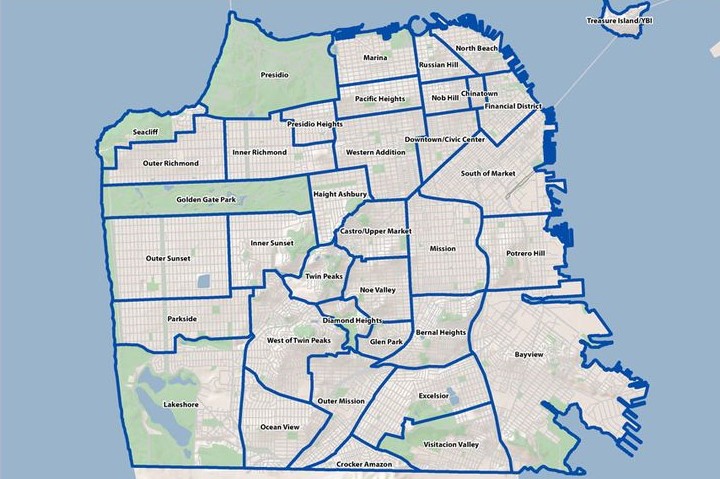 Treasure Island/YBI
North Beach
Marina
Russian Hill
Presidio
Chinatown
Pacific Heights
Nob Hill
Financial District
Presidio Heights
Seacliff
Downtown/Civic Center
Inner Richmond
Western Addition
Outer Richmond
South of Market
Haight Ashbury
Golden Gate Park
Castro/Upper Market
Inner Sunset
Mission
Potrero Hill
Outer Sunset
Twin Peaks
Noe Valley
Parkside
Diamond Heights
Bernal Heights
West of Twin Peaks
Glen Park
Bayview
Excelsior
Outer Mission
Lakeshore
Ocean View
Visitacion Valley
Crocker Amazon